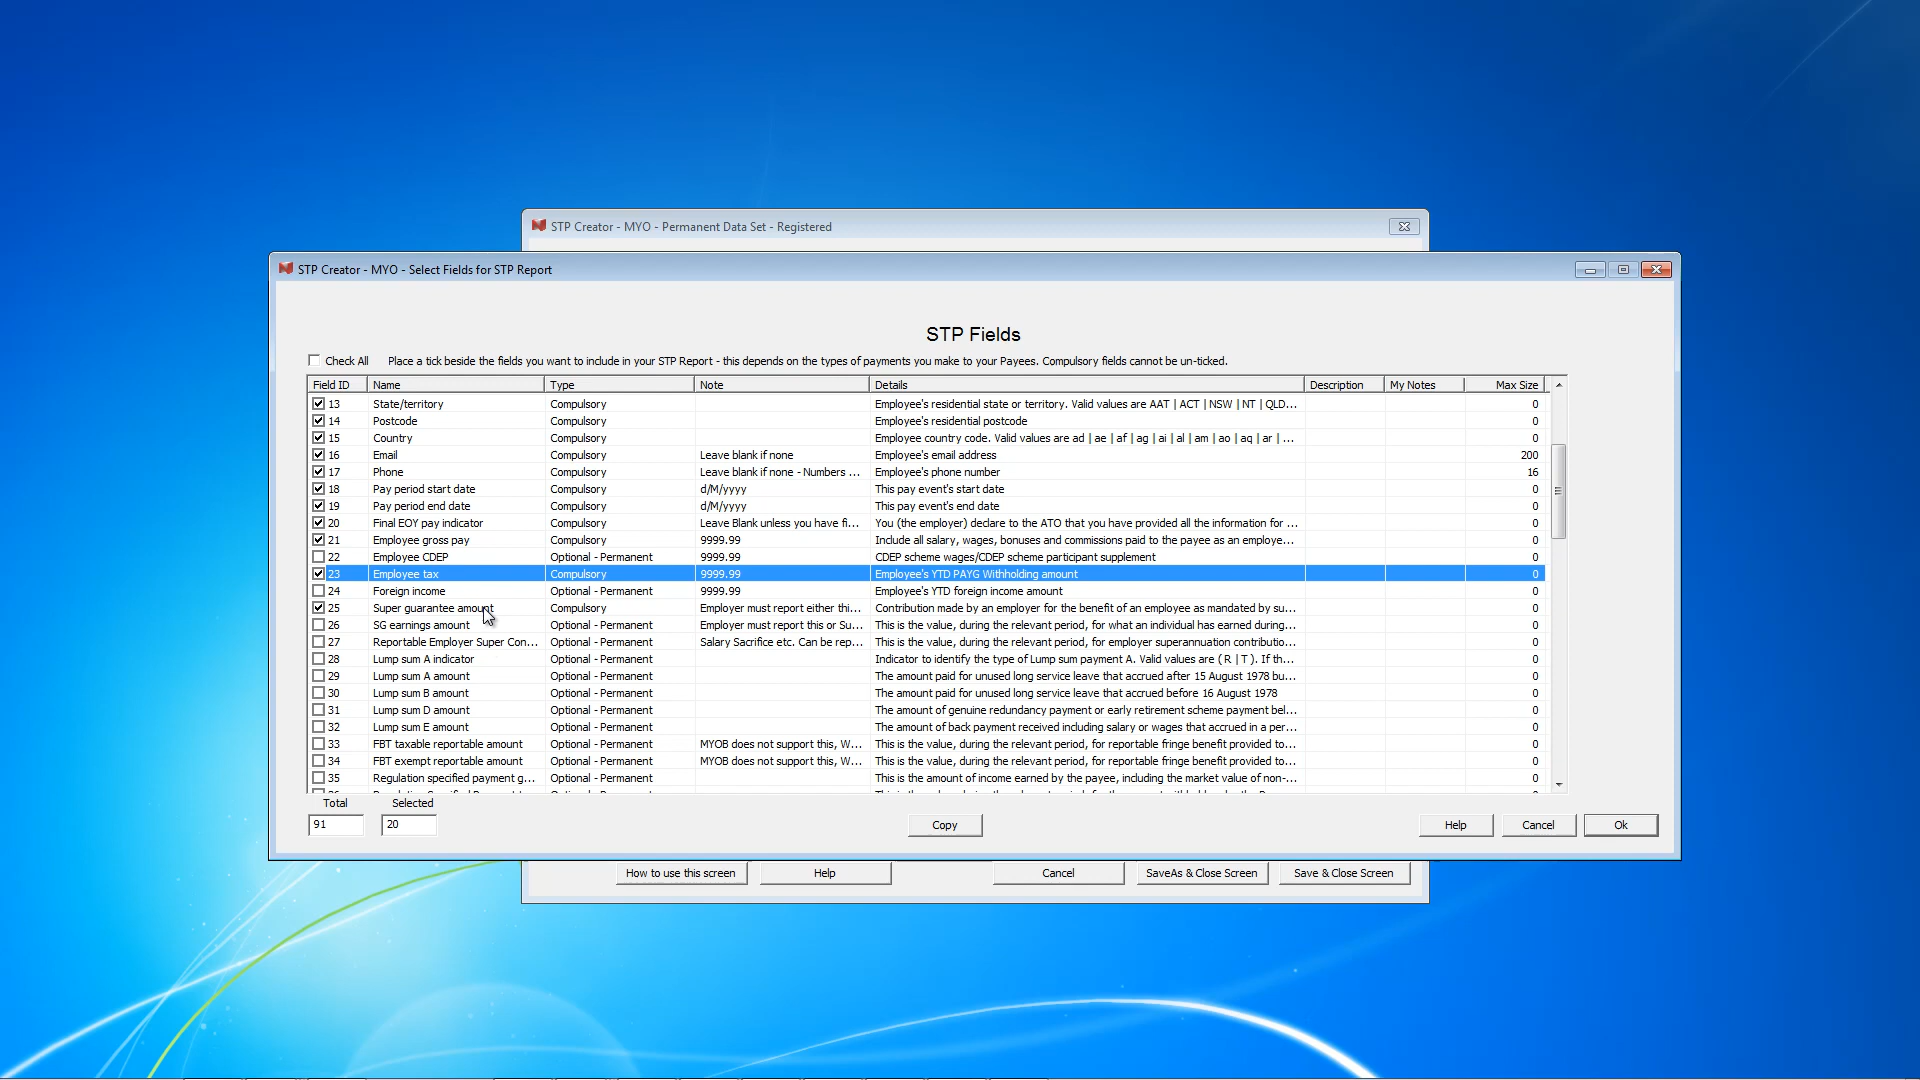 STP Creator - MYO - Permanent Data Set - Registered
STP Creator - MYO - Select Fields for STP Report
STP Fields
Check All Place a tick beside the fields you want to include in your STP Report - this depends on the types of payments you make to your Payees. Compulsory fields cannot be un-ticked.
Field ID Name Type Note Details Description My Notes Max Size
13 State/territory Compulsory Employee's residential state or territory. Valid values are AAT | ACT | NSW | NT | QLD... 0
14 Postcode Compulsory Employee's residential postcode 0
15 Country Compulsory Employee country code. Valid values are ad | ae | af | ag | ai | al | am | ao | aq | ar | ... 0
16 Email Compulsory Leave blank if none Employee's email address 200
17 Phone Compulsory Leave blank if none - Numbers ... Employee's phone number 16
18 Pay period start date Compulsory d/M/yyyy This pay event's start date 0
19 Pay period end date Compulsory d/M/yyyy This pay event's end date 0
20 Final EOY pay indicator Compulsory Leave Blank unless you have fi... You (the employer) declare to the ATO that you have provided all the information for ... 0
21 Employee gross pay Compulsory 9999.99 Include all salary, wages, bonuses and commissions paid to the payee as an employe... 0
22 Employee CDEP Optional - Permanent 9999.99 CDEP scheme wages/CDEP scheme participant supplement 0
23 Employee tax Compulsory 9999.99 Employee's YTD PAYG Withholding amount 0
24 Foreign income Optional - Permanent 9999.99 Employee's YTD foreign income amount 0
25 Super guarantee amount Compulsory Employer must report either thi... Contribution made by an employer for the benefit of an employee as mandated by su... 0
26 SG earnings amount Optional - Permanent Employer must report this or Su... This is the value, during the relevant period, for what an individual has earned during... 0
27 Reportable Employer Super Con... Optional - Permanent Salary Sacrifice etc. Can be rep... This is the value, during the relevant period, for employer superannuation contributio... 0
28 Lump sum A indicator Optional - Permanent Indicator to identify the type of Lump sum payment A. Valid values are ( R | T ). If th... 0
29 Lump sum A amount Optional - Permanent The amount paid for unused long service leave that accrued after 15 August 1978 bu... 0
30 Lump sum B amount Optional - Permanent The amount paid for unused long service leave that accrued before 16 August 1978 0
31 Lump sum D amount Optional - Permanent The amount of genuine redundancy payment or early retirement scheme payment bel... 0
32 Lump sum E amount Optional - Permanent The amount of back payment received including salary or wages that accrued in a per... 0
33 FBT taxable reportable amount Optional - Permanent MYOB does not support this, W... This is the value, during the relevant period, for reportable fringe benefit provided to... 0
34 FBT exempt reportable amount Optional - Permanent MYOB does not support this, W... This is the value, during the relevant period, for reportable fringe benefit provided to... 0
35 Regulation specified payment g... Optional - Permanent This is the amount of income earned by the payee, including the market value of non-... 0
Total Selected
91 20 Copy Help Cancel Ok
How to use this screen Help Cancel SaveAs & Close Screen Save & Close Screen